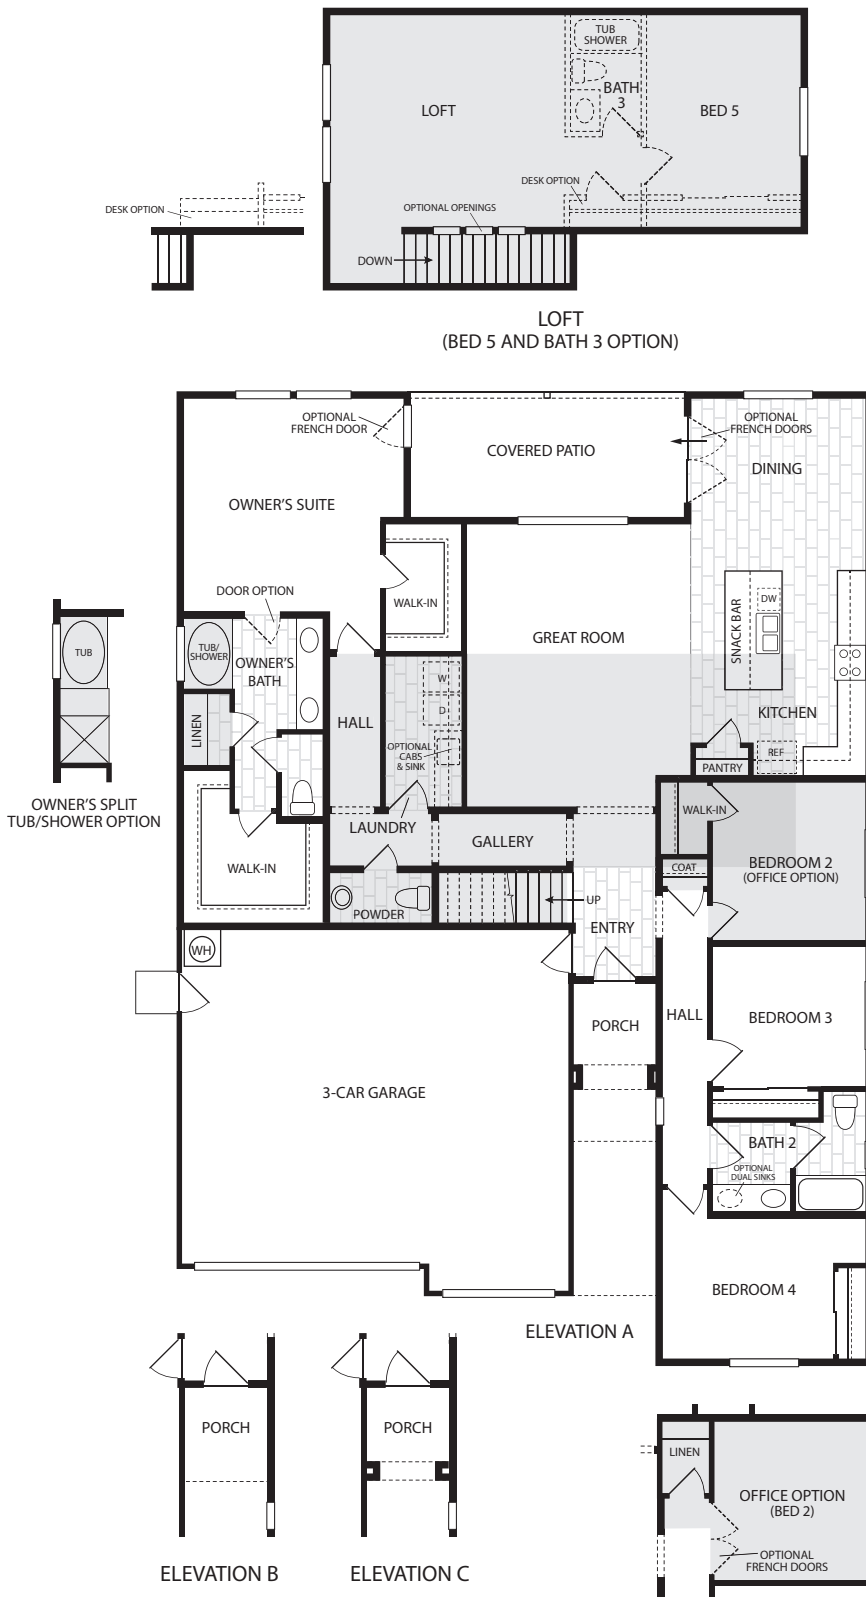 TUB
SHOWER
BATH
3
LOFT
BED 5
DESK OPTION
DESK OPTION
OPTIONAL OPENINGS
DOWN
LOFT
(BED 5 AND BATH 3 OPTION)
OPTIONAL
FRENCH DOOR
COVERED PATIO
OPTIONAL
FRENCH DOORS
DINING
OWNER'S SUITE
DOOR OPTION
WALK-IN
GREAT ROOM
SNACK BAR
DW
TUB
TUB/
SHOWER
OWNER'S
BATH
W
D
LINEN
HALL
OPTIONAL
CABS
& SINK
KITCHEN
REF
PANTRY
OWNER'S SPLIT
TUB/SHOWER OPTION
LAUNDRY
GALLERY
WALK-IN
WALK-IN
COAT
BEDROOM 2
(OFFICE OPTION)
POWDER
UP
ENTRY
WH
PORCH
HALL
BEDROOM 3
3-CAR GARAGE
BATH 2
OPTIONAL
DUAL SINKS
BEDROOM 4
ELEVATION A
PORCH
PORCH
LINEN
OFFICE OPTION
(BED 2)
OPTIONAL
FRENCH DOORS
ELEVATION B
ELEVATION C